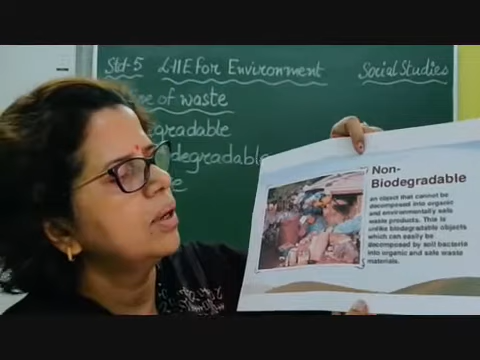 Std-5 LIFE For Environment Social Studies
of waste
gradable
degradable
Non-
Biodegradable
an object that cannot be
decomposed into organic
and environmentally safe
waste products. This is
unlike biodegradable objects
which can easily be
decomposed by soil bacteria
into organic and safe waste
materials.